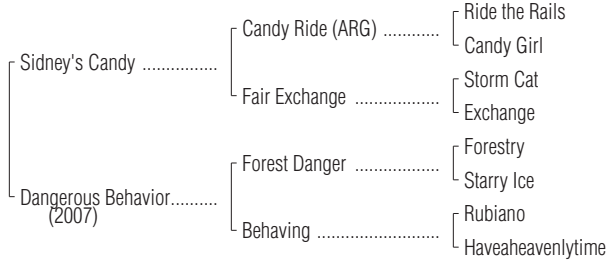 Ride the Rails
Candy Ride (ARG) ............
Candy Girl
Sidney's Candy ................
Storm Cat
Fair Exchange ..................
Exchange
Forestry
Forest Danger ..................
Starry Ice
Dangerous Behavior..........
(2007)
Rubiano
Behaving ..........................
Haveaheavenlytime